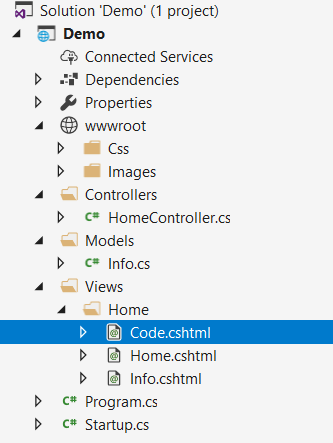 Solution 'Demo' (1 project)
Demo
Connected Services
Dependencies
Properties
wwwroot
Css
Images
Controllers
C# HomeController.cs
Models
C# Info.cs
Views
Home
Code.cshtml
Home.cshtml
Info.cshtml
C# Program.cs
C# Startup.cs